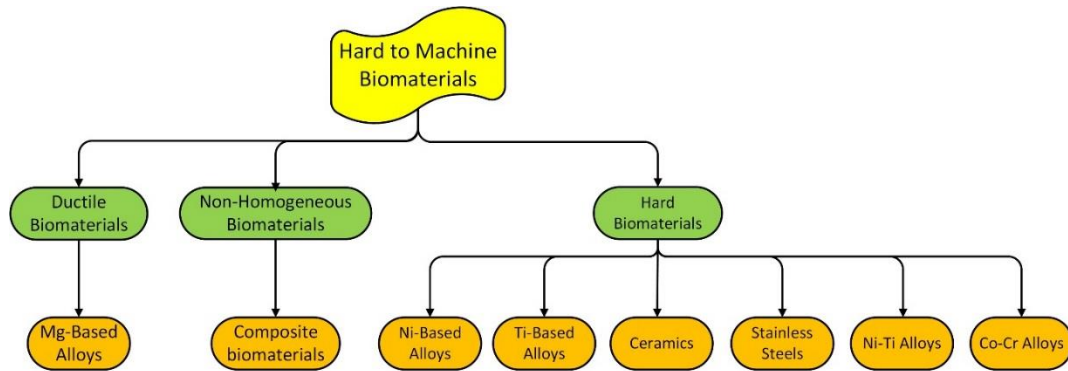 Hard to Machine
Biomaterials
Ductile
Biomaterials
Non-Homogeneous
Biomaterials
Hard
Biomaterials
Mg-Based
Alloys
Composite
biomaterials
Ni-Based
Alloys
Ti-Based
Alloys
Ceramics
Stainless
Steels
Ni-Ti Alloys
Co-Cr Alloys